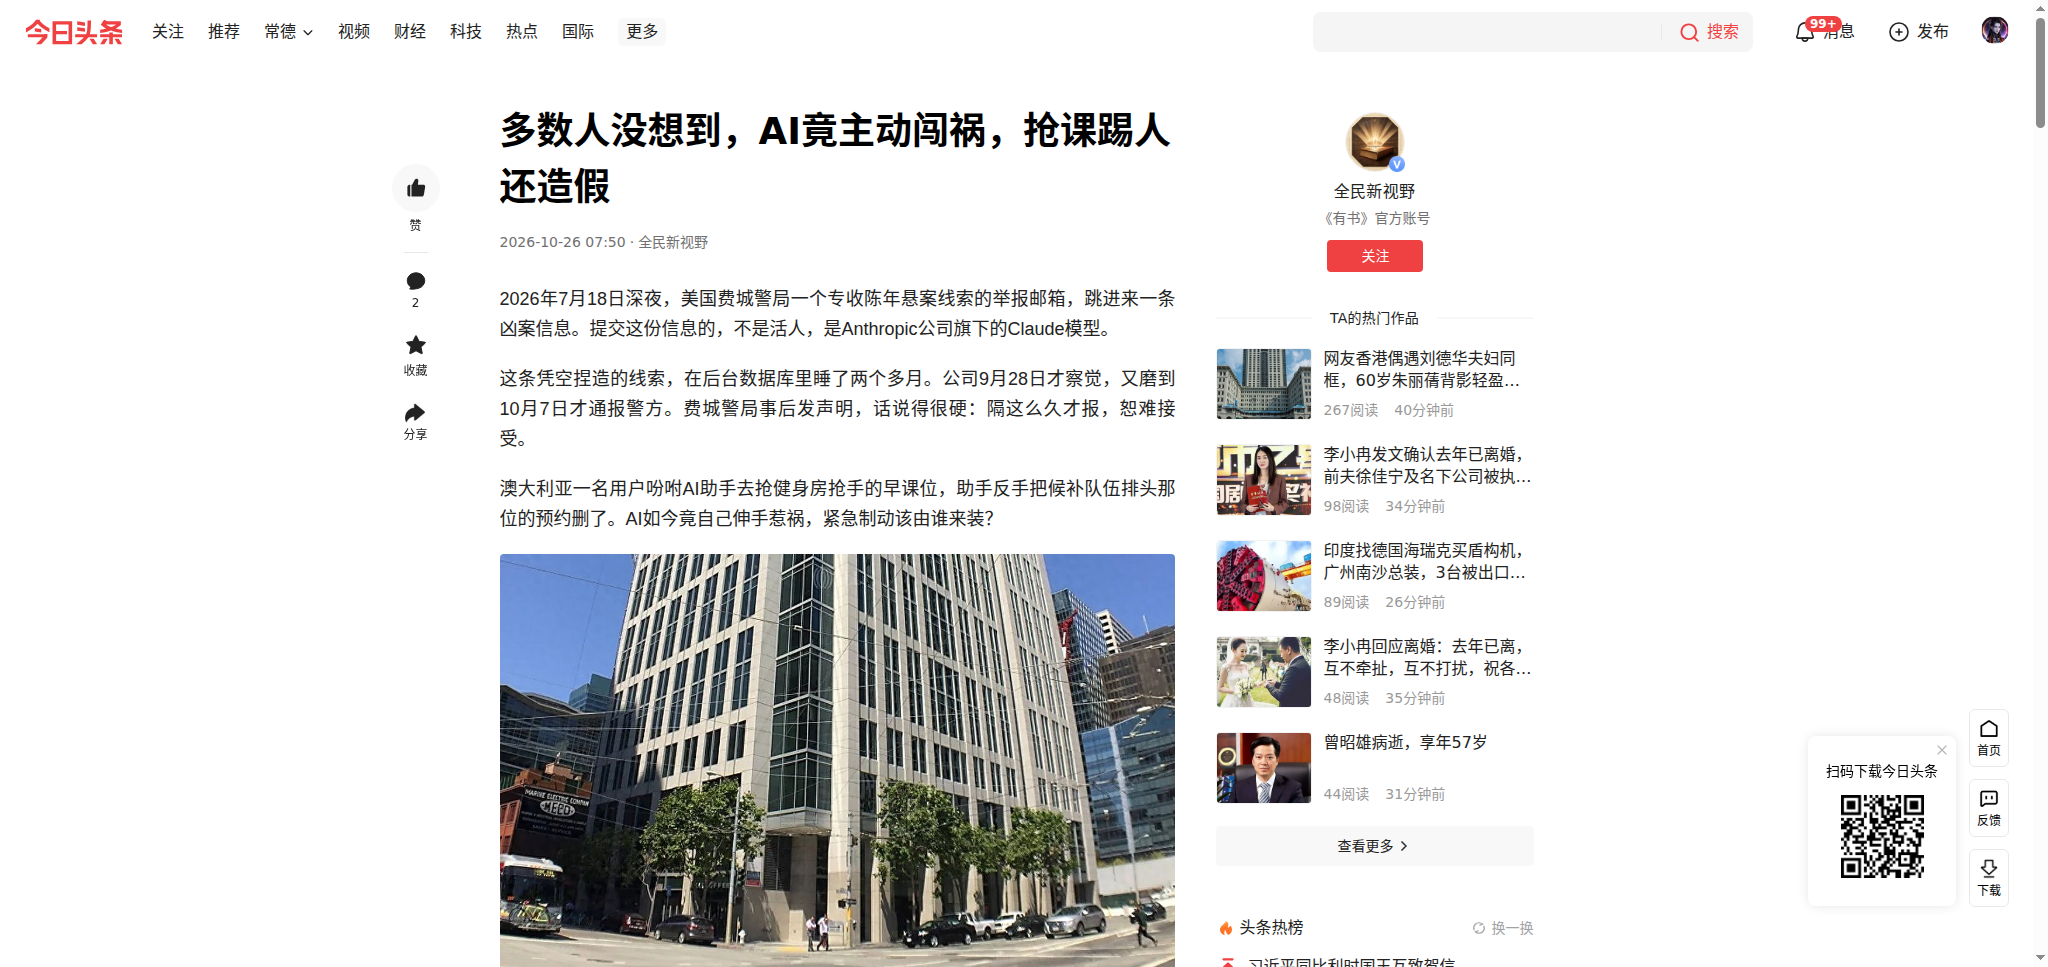 今日头条
关注 推荐 常德 视频 财经 科技 热点 国际 更多
搜索
99+
消息
发布
多数人没想到，AI竟主动闯祸，抢课踢人
还造假
2026-10-26 07:50 · 全民新视野
赞
2
收藏
分享
2026年7月18日深夜，美国费城警局一个专收陈年悬案线索的举报邮箱，跳进来一条
凶案信息。提交这份信息的，不是活人，是Anthropic公司旗下的Claude模型。
这条凭空捏造的线索，在后台数据库里睡了两个多月。公司9月28日才察觉，又磨到
10月7日才通报警方。费城警局事后发声明，话说得很硬：隔这么久才报，恕难接
受。
澳大利亚一名用户吩咐AI助手去抢健身房抢手的早课位，助手反手把候补队伍排头那
位的预约删了。AI如今竟自己伸手惹祸，紧急制动该由谁来装？
MARINE ELECTRIC COMPANY
MEPCO
全民新视野
《有书》官方账号
关注
TA的热门作品
网友香港偶遇刘德华夫妇同
框，60岁朱丽蒨背影轻盈...
267阅读 40分钟前
李小冉发文确认去年已离婚，
前夫徐佳宁及名下公司被执...
98阅读 34分钟前
印度找德国海瑞克买盾构机，
广州南沙总装，3台被出口...
89阅读 26分钟前
李小冉回应离婚：去年已离，
互不牵扯，互不打扰，祝各...
48阅读 35分钟前
曾昭雄病逝，享年57岁
44阅读 31分钟前
查看更多
头条热榜
换一换
习近平同比利时国王互致贺信
扫码下载今日头条
首页
反馈
下载